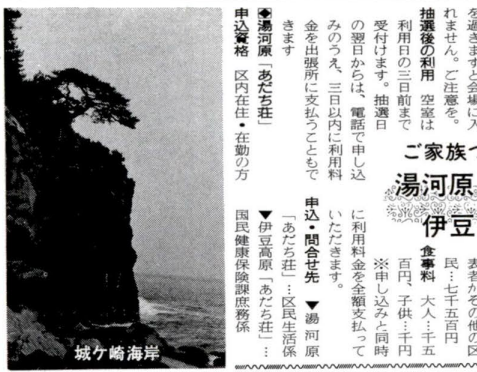 を過ぎますと会場に入
れません。ご注意を。
抽選後の利用　空室は
利用日の三日前まで
受付けます。抽選日
の翌日からは、電話で申し込
みのうえ、三日以内に利用料
金を出張所に支払うこともで
きます
◆湯河原「あだち荘」
申込資格　区内在住・在勤の方
ご家族づ
湯河原
伊豆
表者がその他の区
民…七千五百円
食事料　大人…千五
百円、子供…千円
※申し込みと同時
に利用料金を全額支払って
いただきます。
申込・問合せ先　▼湯河原
「あだち荘」…区民生活係
▼伊豆高原「あだち荘」…
国民健康保険課庶務係
城ケ崎海岸